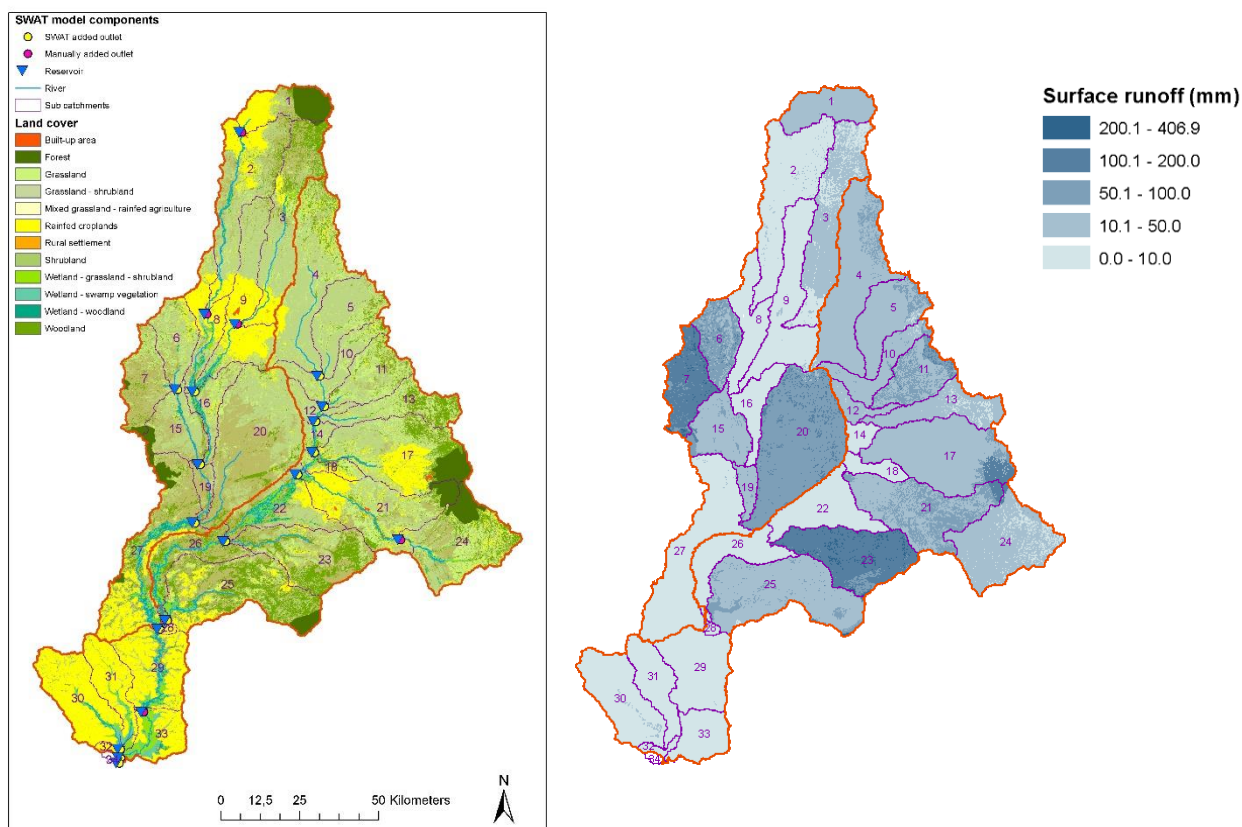 SWAT model components
SWAT added outlet
Manually added outlet
Reservoir
River
Sub catchments
Land cover
Built-up area
Forest
Grassland
Grassland - shrubland
Mixed grassland - rainfed agriculture
Rainfed croplands
Rural settlement
Shrubland
Wetland - grassland - shrubland
Wetland - swamp vegetation
Wetland - woodland
Woodland
1
2
3
4
5
9
8
6
10
7
11
13
16
12
15
14
20
17
18
19
21
22
24
27
26
23
25
28
29
31
30
33
32
34
N
0 12,5 25 50 Kilometers
Surface runoff (mm)
200.1 - 406.9
100.1 - 200.0
50.1 - 100.0
10.1 - 50.0
0.0 - 10.0
1
2
3
4
9
5
8
6
10
11
7
13
16
12
15
20
14
17
18
19
21
22
24
26
27
23
25
28
29
31
30
33
32
34